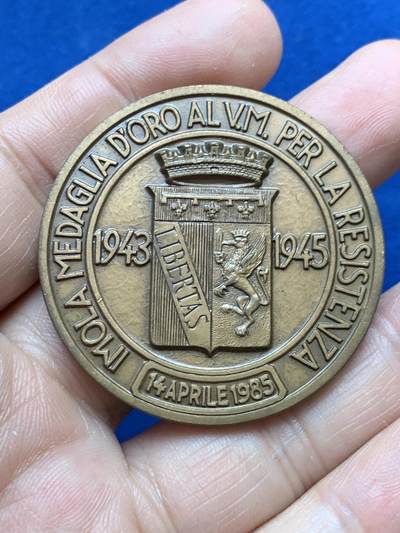 IMOLA MEDAGLIA D'ORO AL V.M. PER LA RESISTENZA
1943 1945
LIBERTAS
14 APRILE 1985